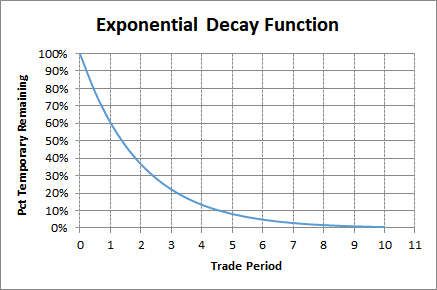 Exponential Decay Function
Pct Temporary Remaining
100%
90%
80%
70%
60%
50%
40%
30%
20%
10%
0%
0 1 2 3 4 5 6 7 8 9 10 11
Trade Period